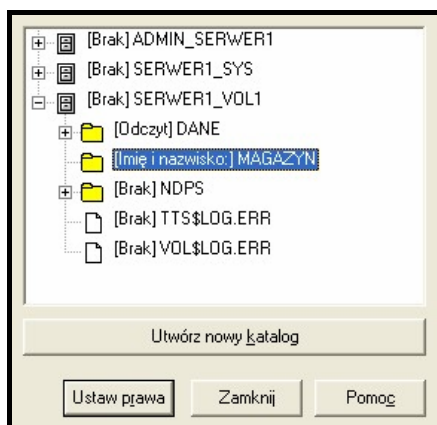 [Brak] ADMIN_SERWER1
[Brak] SERWER1_SYS
[Brak] SERWER1_VOL1
[Odczyt] DANE
[Imię i nazwisko:] MAGAZYN
[Brak] NDPS
[Brak] TTS$LOG.ERR
[Brak] VOL$LOG.ERR
Utwórz nowy katalog
Ustaw prawa Zamknij Pomoc